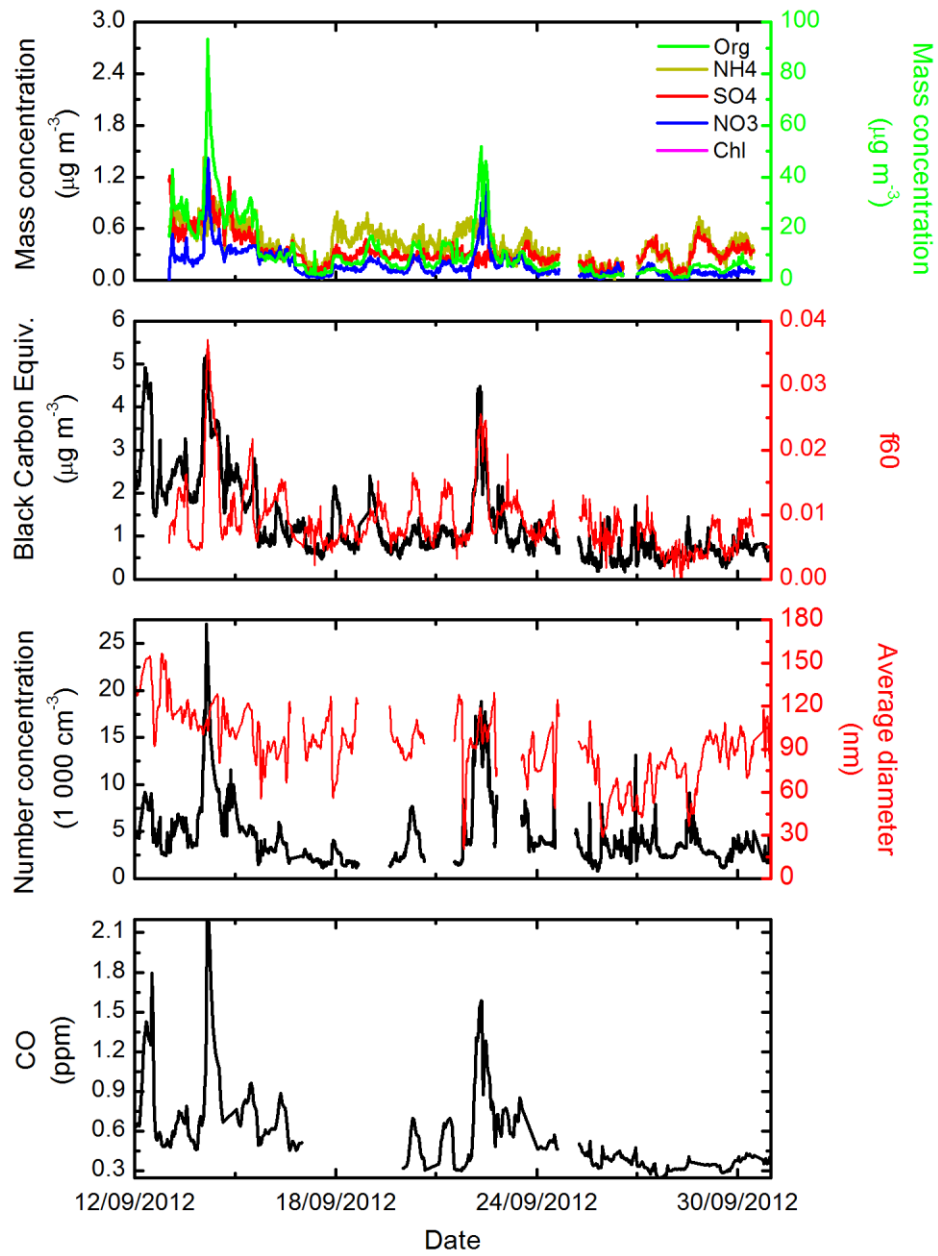 3.0
2.4
1.8
1.2
0.6
0.0
Mass concentration
(μg m-3)
Org
NH4
SO4
NO3
Chl
100
80
60
40
20
0
Mass concentration
(μg m-3)
6
5
4
3
2
1
0
Black Carbon Equiv.
(μg m-3)
0.04
0.03
0.02
0.01
0.00
f60
25
20
15
10
5
0
Number concentration
(1 000 cm-3)
180
150
120
90
60
30
0
Average diameter
(nm)
2.1
1.8
1.5
1.2
0.9
0.6
0.3
CO
(ppm)
12/09/2012
18/09/2012
24/09/2012
30/09/2012
Date